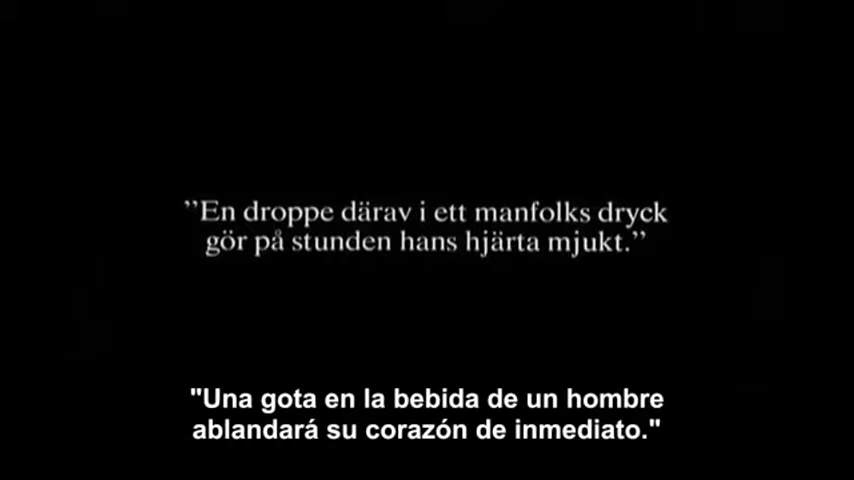 ”En droppe därav i ett manfolks dryck
gör på stunden hans hjärta mjukt.”
"Una gota en la bebida de un hombre
ablandará su corazón de inmediato."